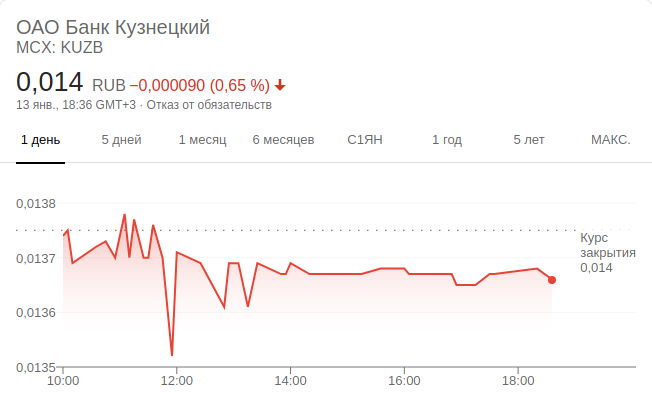 ОАО Банк Кузнецкий
MCX: KUZB
0,014 RUB −0,000090 (0,65 %)
13 янв., 18:36 GMT+3 · Отказ от обязательств
1 день 5 дней 1 месяц 6 месяцев С1ЯН 1 год 5 лет МАКС.
0,0138
Курс
закрытия
0,014
0,0137
0,0136
0,0135
10:00 12:00 14:00 16:00 18:00